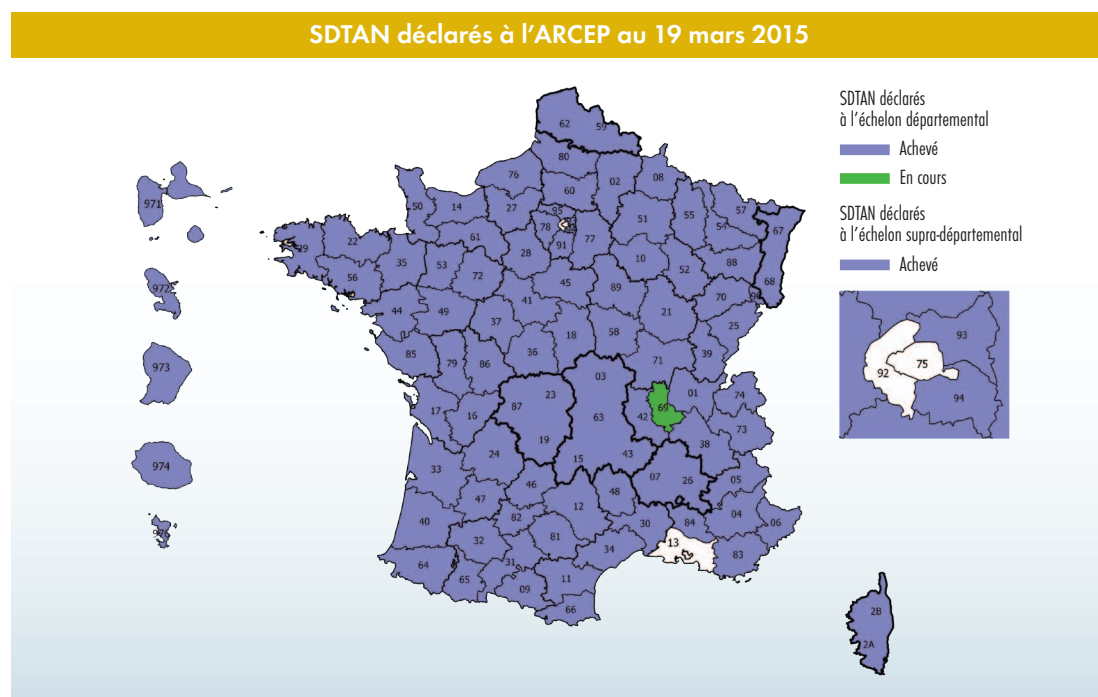 SDTAN déclarés à l'ARCEP au 19 mars 2015
SDTAN déclarés
à l'échelon départemental
Achevé
En cours
SDTAN déclarés
à l'échelon supra-départemental
Achevé
93
75
92
94
62 59
80
76 02 08
60
971
50 14 27 95 51 55 57
54 67
78
61 91 77
22
29 28 10 88
35 53 52 68
56 72
972 45
89 70
41
44 49 21 25
37
18 58
36 39
85 79 86 71
973 03
01 74
23
87 69
17 16 63 42 73
19 38
43
974 24 15
33 07 26
46 05
48
47 12
04
82 30 84 06
40
976 32 81 13
34 83
31
64 65 11
09
66
2B
2A